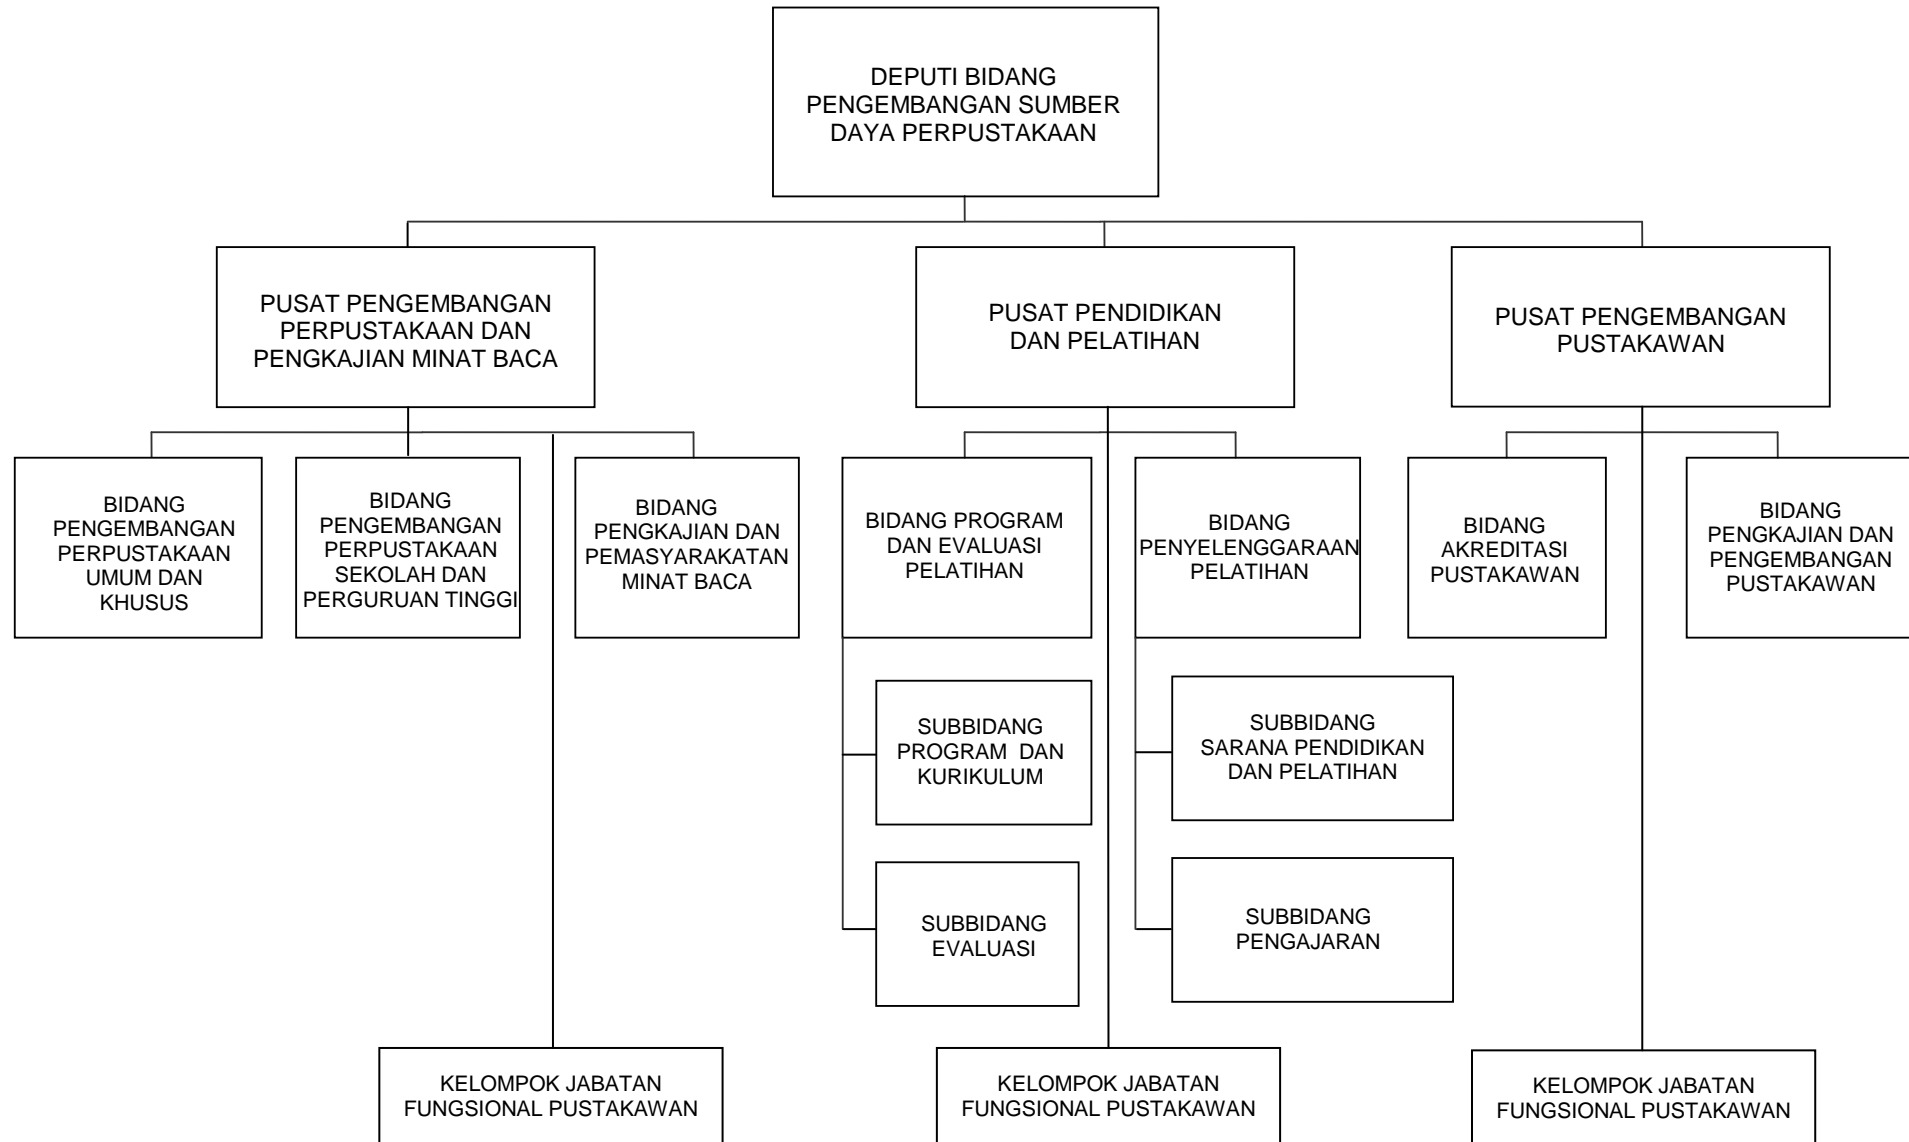 DEPUTI BIDANG
PENGEMBANGAN SUMBER
DAYA PERPUSTAKAAN
PUSAT PENGEMBANGAN
PERPUSTAKAAN DAN
PENGKAJIAN MINAT BACA
PUSAT PENDIDIKAN
DAN PELATIHAN
PUSAT PENGEMBANGAN
PUSTAKAWAN
BIDANG
PENGEMBANGAN
PERPUSTAKAAN
UMUM DAN
KHUSUS
BIDANG
PENGEMBANGAN
PERPUSTAKAAN
SEKOLAH DAN
PERGURUAN TINGGI
BIDANG
PENGKAJIAN DAN
PEMASYARAKATAN
MINAT BACA
BIDANG PROGRAM
DAN EVALUASI
PELATIHAN
BIDANG
PENYELENGGARAAN
PELATIHAN
BIDANG
AKREDITASI
PUSTAKAWAN
BIDANG
PENGKAJIAN DAN
PENGEMBANGAN
PUSTAKAWAN
SUBBIDANG
PROGRAM DAN
KURIKULUM
SUBBIDANG
SARANA PENDIDIKAN
DAN PELATIHAN
SUBBIDANG
EVALUASI
SUBBIDANG
PENGAJARAN
KELOMPOK JABATAN
FUNGSIONAL PUSTAKAWAN
KELOMPOK JABATAN
FUNGSIONAL PUSTAKAWAN
KELOMPOK JABATAN
FUNGSIONAL PUSTAKAWAN